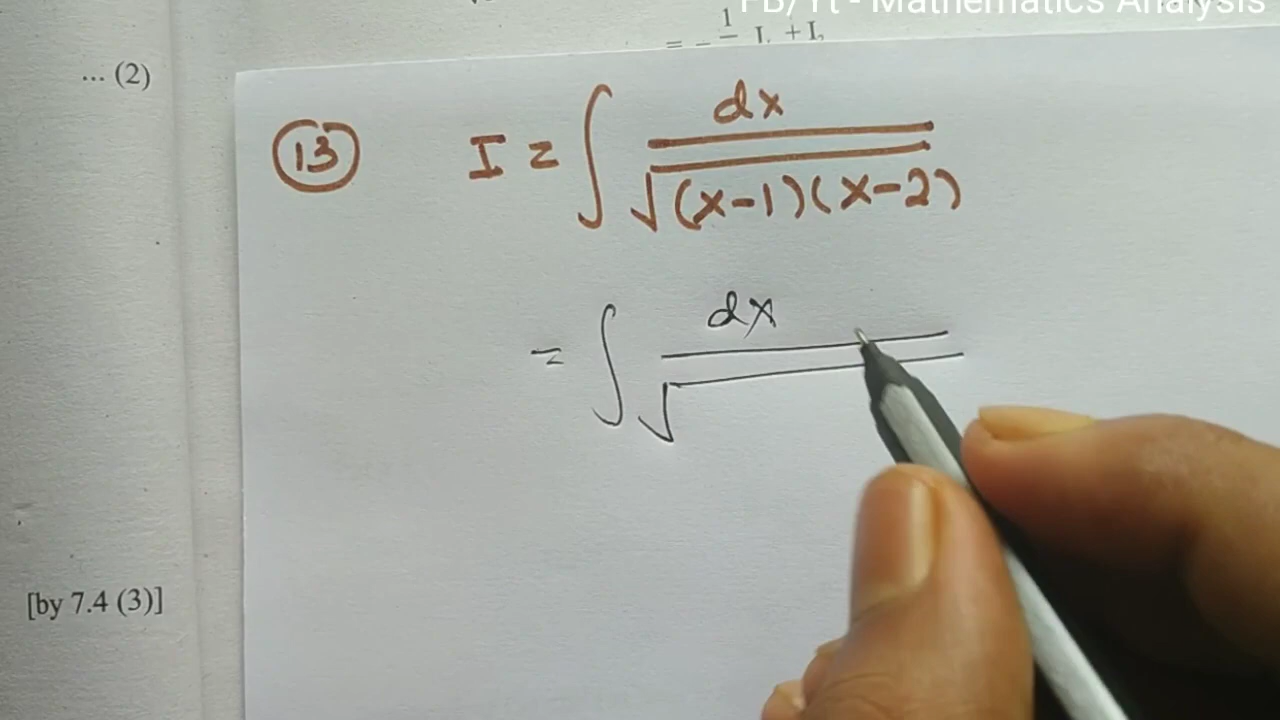 FB/Yt - Mathematics Analysis
= - 1/ I. + I,
... (2)
13 I = ∫ dx / √(x-1)(x-2)
= ∫ dx / √
[by 7.4 (3)]